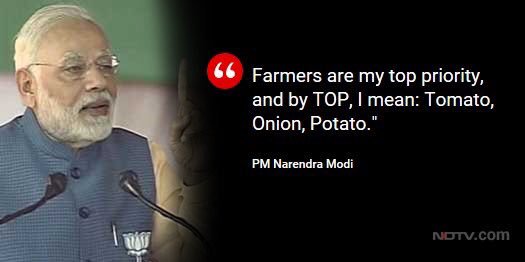 “
Farmers are my top priority,
and by TOP, I mean: Tomato,
Onion, Potato."
PM Narendra Modi
NDTV.com